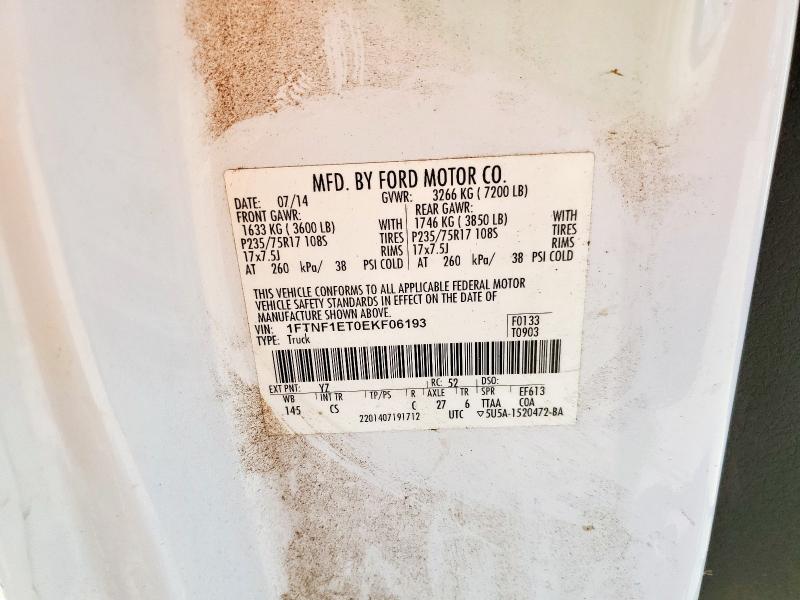 MFD. BY FORD MOTOR CO.
DATE: 07/14 GVWR: 3266 KG ( 7200 LB)
FRONT GAWR: REAR GAWR:
1633 KG ( 3600 LB) WITH 1746 KG ( 3850 LB) WITH
P235/75R17 108S TIRES P235/75R17 108S TIRES
17x7.5J RIMS 17x7.5J RIMS
AT 260 kPa/ 38 PSI COLD AT 260 kPa/ 38 PSI COLD
THIS VEHICLE CONFORMS TO ALL APPLICABLE FEDERAL MOTOR
VEHICLE SAFETY STANDARDS IN EFFECT ON THE DATE OF
MANUFACTURE SHOWN ABOVE.
VIN: 1FTNF1ET0EKF06193 F0133
TYPE: Truck T0903
EXT PNT: YZ RC: 52 DSO:
WB INT TR TP/PS R AXLE TR SPR EF613
145 CS C 27 6 TTAA COA
2201407191712 UTC ▽5U5A-1520472-BA